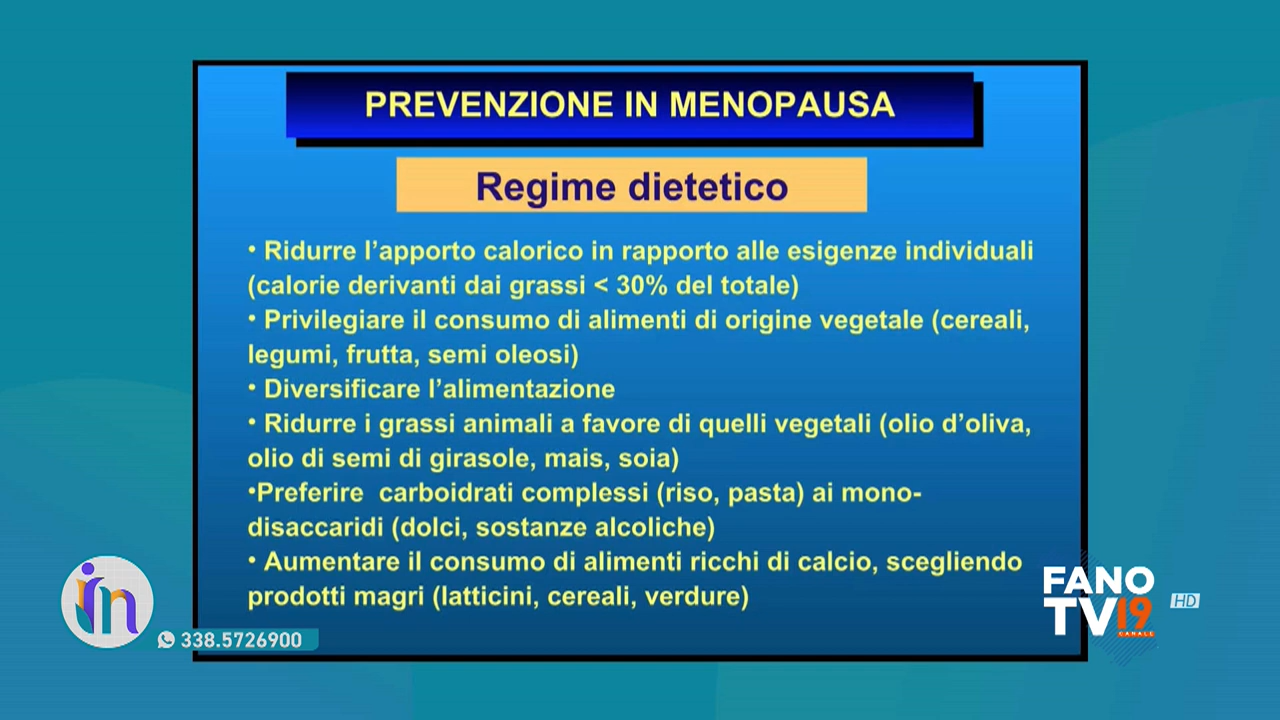 PREVENZIONE IN MENOPAUSA
Regime dietetico
• Ridurre l’apporto calorico in rapporto alle esigenze individuali
(calorie derivanti dai grassi < 30% del totale)
• Privilegiare il consumo di alimenti di origine vegetale (cereali,
legumi, frutta, semi oleosi)
• Diversificare l’alimentazione
• Ridurre i grassi animali a favore di quelli vegetali (olio d’oliva,
olio di semi di girasole, mais, soia)
•Preferire  carboidrati complessi (riso, pasta) ai mono-
disaccaridi (dolci, sostanze alcoliche)
• Aumentare il consumo di alimenti ricchi di calcio, scegliendo
prodotti magri (latticini, cereali, verdure)
in
338.5726900
FANO
TV19 HD
CANALE